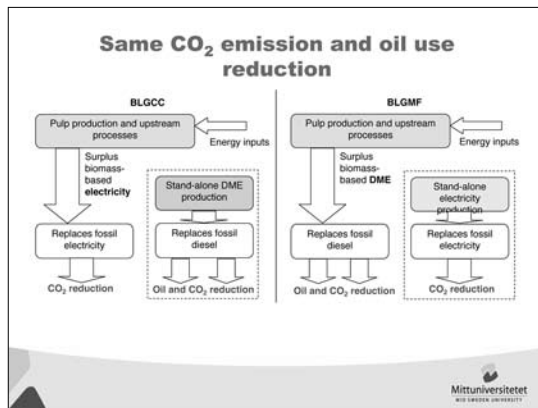 Same CO₂ emission and oil use
reduction
BLGCC
Pulp production and upstream
processes
Energy inputs
Surplus
biomass-
based
electricity
Stand-alone DME
production
Replaces fossil
electricity
Replaces fossil
diesel
CO₂ reduction
Oil and CO₂ reduction
BLGMF
Pulp production and upstream
processes
Energy inputs
Surplus
biomass-
based DME
Stand-alone
electricity
production
Replaces fossil
diesel
Replaces fossil
electricity
Oil and CO₂ reduction
CO₂ reduction
Mittuniversitetet
MID SWEDEN UNIVERSITY